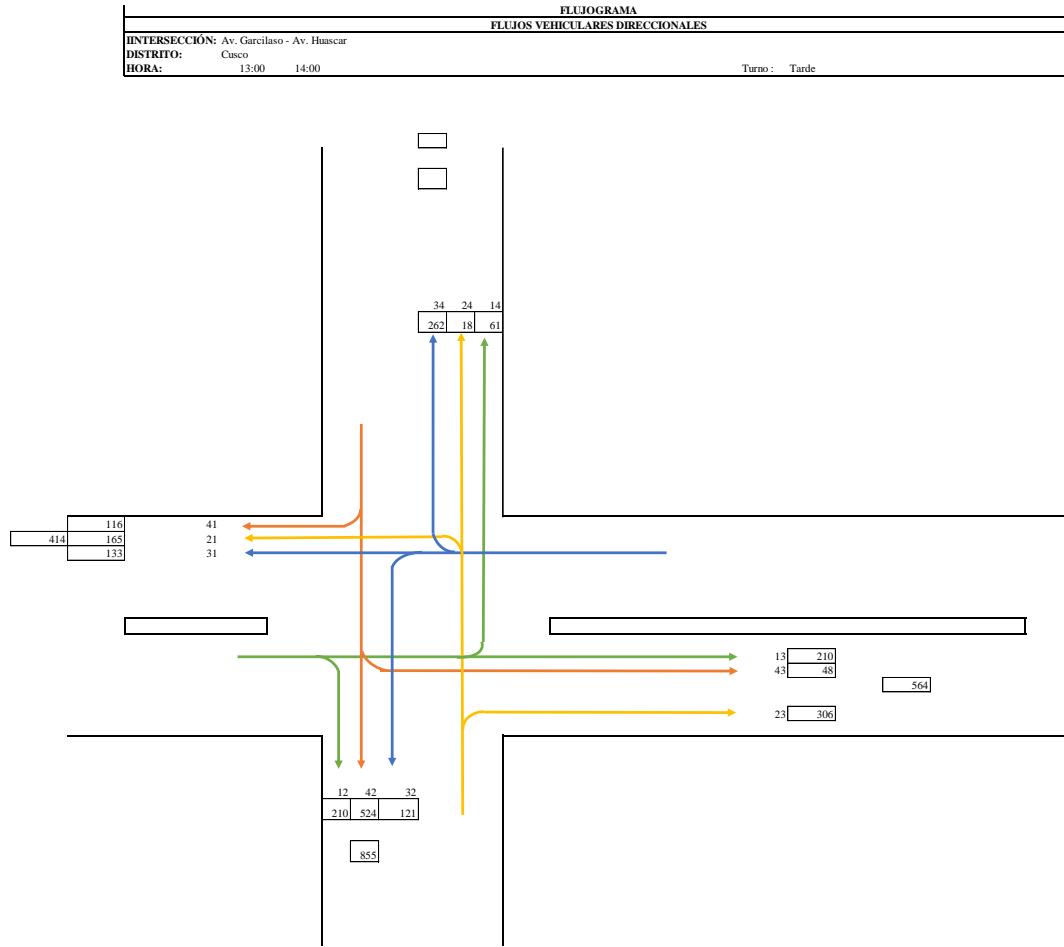 FLUJOGRAMA
FLUJOS VEHICULARES DIRECCIONALES
IINTERSECCIÓN: Av. Garcilaso - Av. Huascar
DISTRITO: Cusco
HORA: 13:00 14:00 Turno : Tarde
34 24 14
262 18 61
116 41
414 165 21
133 31
13 210
43 48
564
23 306
12 42 32
210 524 121
855